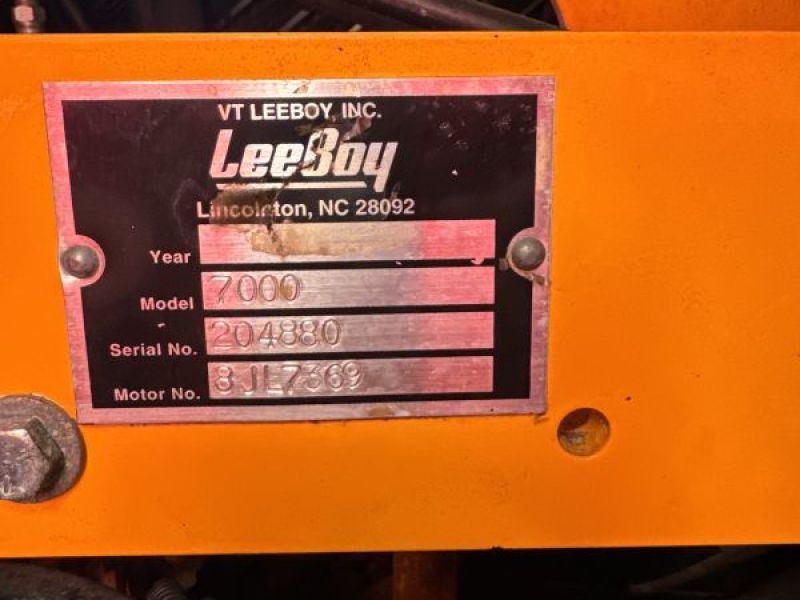 VT LEEBOY INC.
LeeBoy
Lincolnton, NC 28092
Year
Model 7000
Serial No. 204880
Motor No. 8JL7369